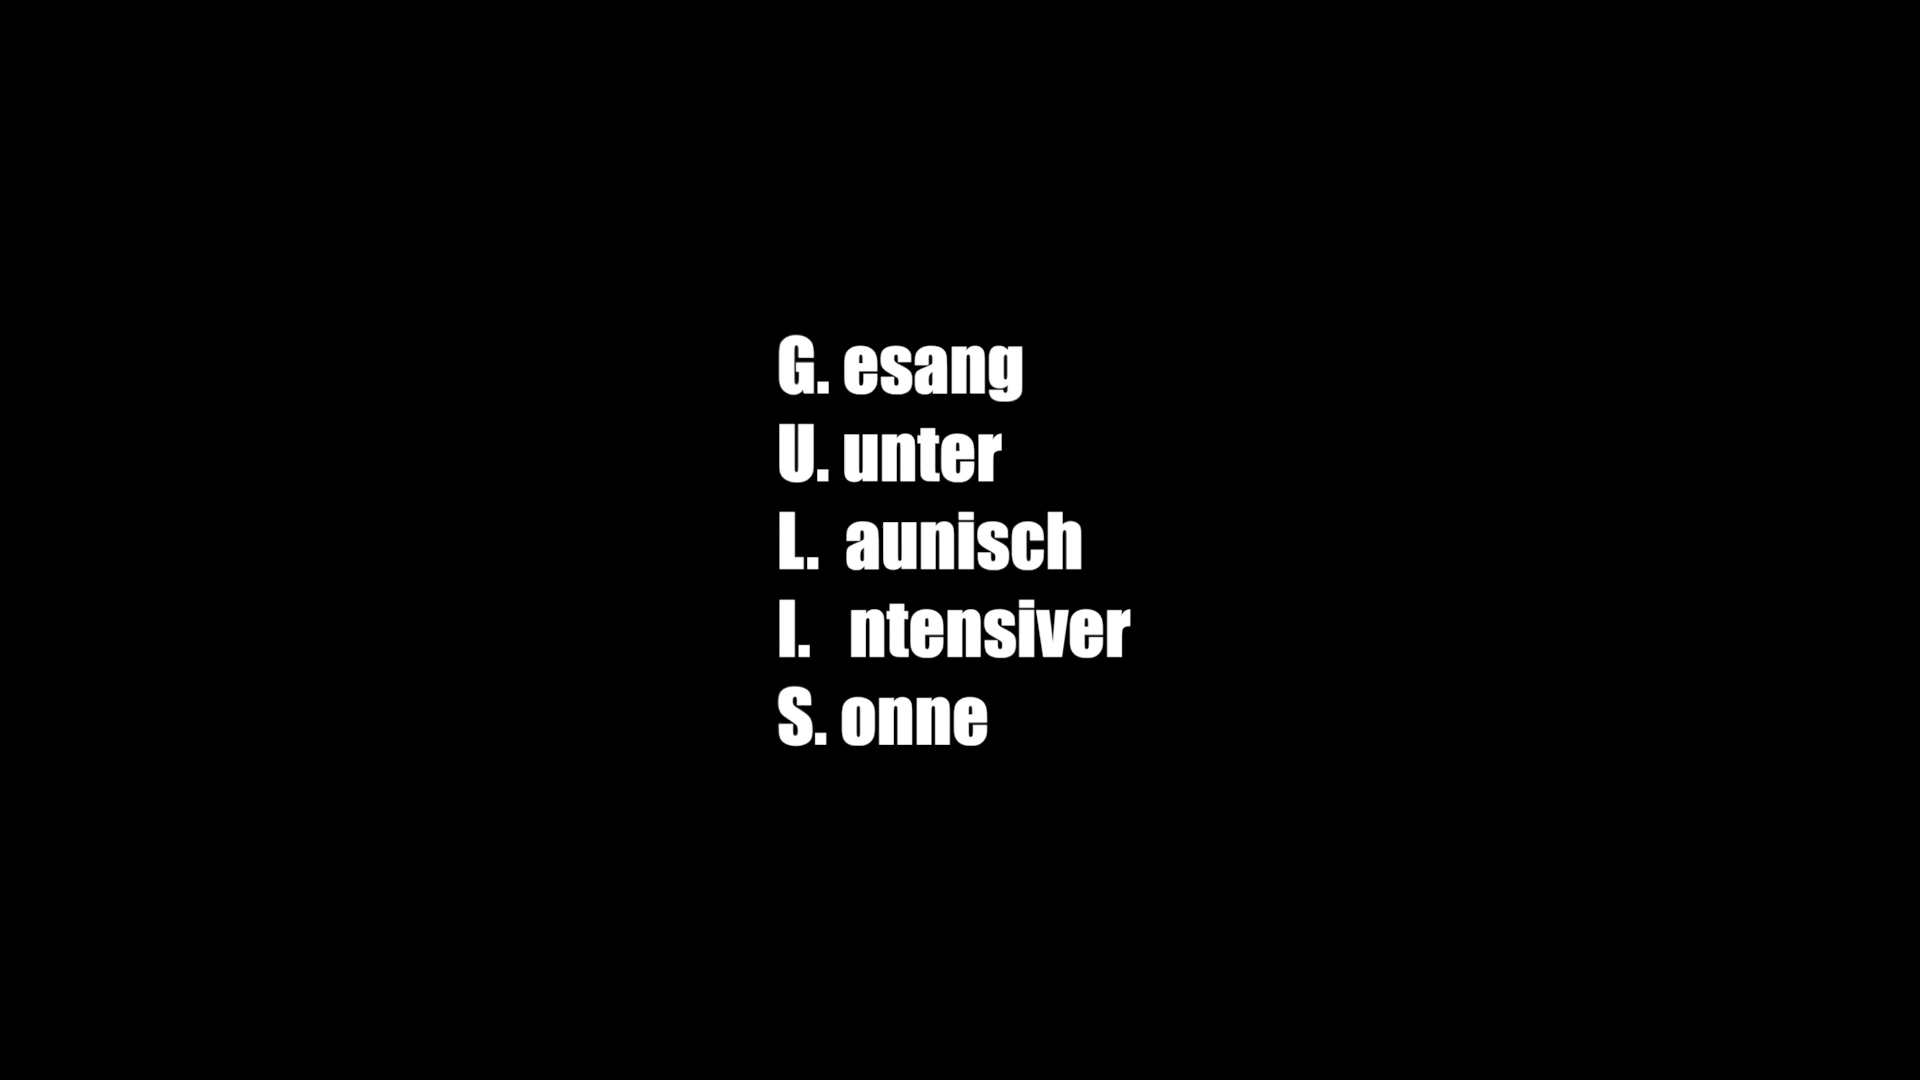 G. esang
U. unter
L. aunisch
I. ntensiver
S. onne